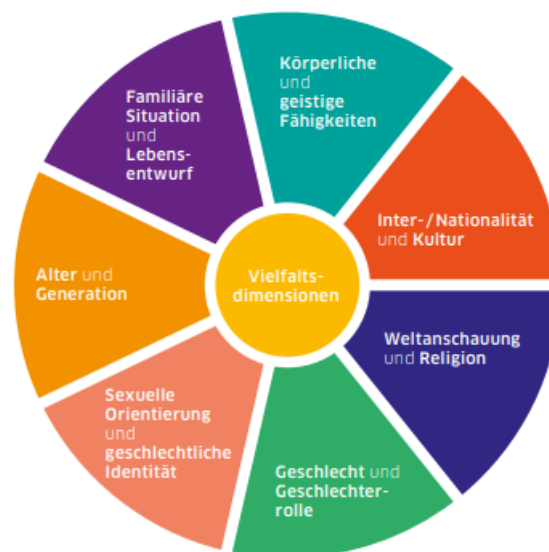 Körperliche
und
geistige
Fähigkeiten
Inter-/Nationalität
und Kultur
Weltanschauung
und Religion
Geschlecht und
Geschlechter-
rolle
Sexuelle
Orientierung
und
geschlechtliche
Identität
Alter und
Generation
Familiäre
Situation
und
Lebens-
entwurf
Vielfalts-
dimensionen